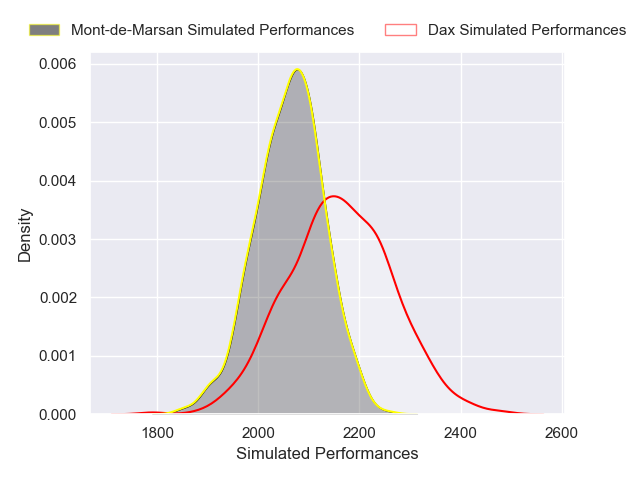 Mont-de-Marsan Simulated Performances Dax Simulated Performances
0.006
0.005
0.004
0.003
0.002
0.001
0.000
Density
1800 2000 2200 2400 2600
Simulated Performances